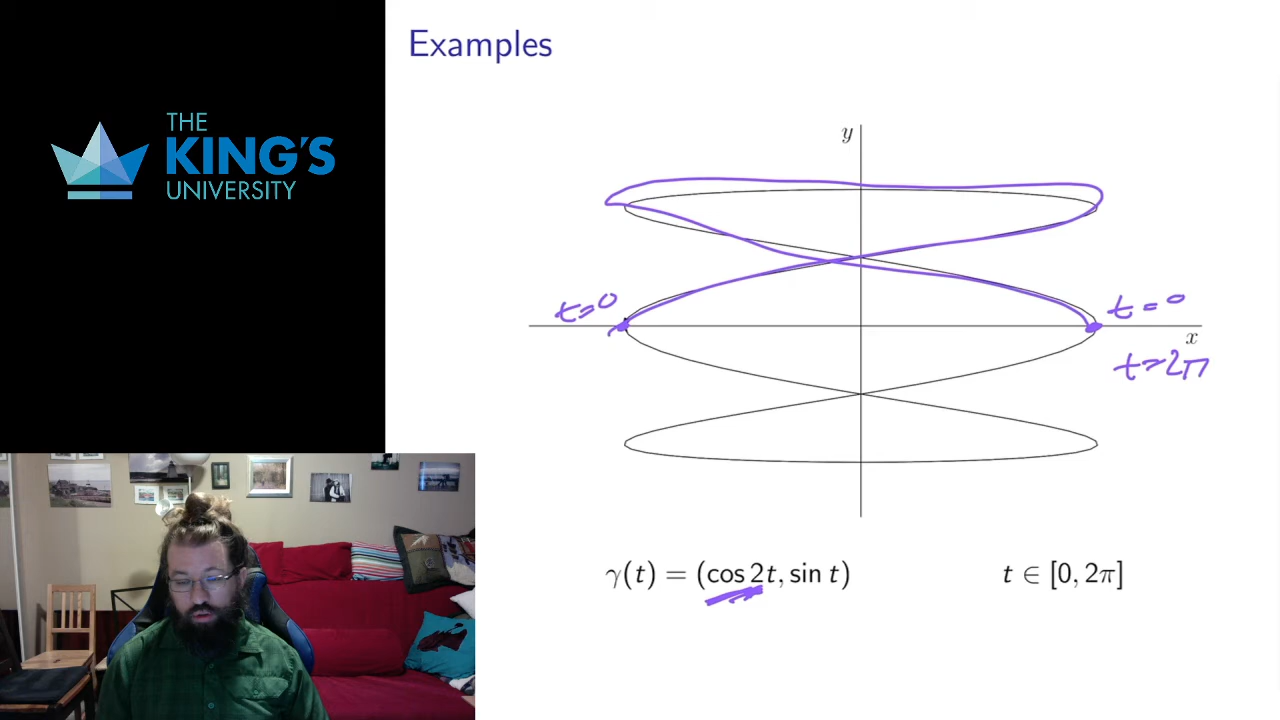 THE
KING'S
UNIVERSITY
Examples
y
t=0
t=0
x
t=2π
γ(t) = (cos 2t, sin t)
t ∈ [0, 2π]